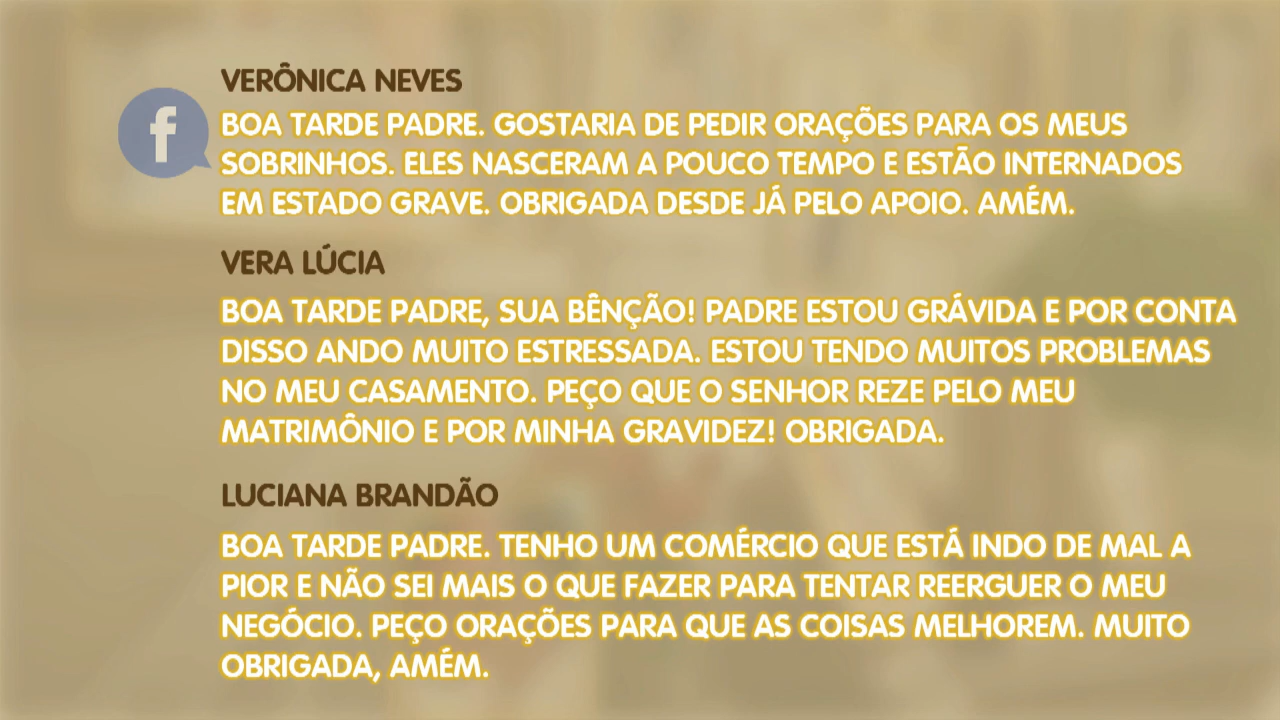 VERÔNICA NEVES
f
BOA TARDE PADRE. GOSTARIA DE PEDIR ORAÇÕES PARA OS MEUS
SOBRINHOS. ELES NASCERAM A POUCO TEMPO E ESTÃO INTERNADOS
EM ESTADO GRAVE. OBRIGADA DESDE JÁ PELO APOIO. AMÉM.
VERA LÚCIA
BOA TARDE PADRE, SUA BÊNÇÃO! PADRE ESTOU GRÁVIDA E POR CONTA
DISSO ANDO MUITO ESTRESSADA. ESTOU TENDO MUITOS PROBLEMAS
NO MEU CASAMENTO. PEÇO QUE O SENHOR REZE PELO MEU
MATRIMÔNIO E POR MINHA GRAVIDEZ! OBRIGADA.
LUCIANA BRANDÃO
BOA TARDE PADRE. TENHO UM COMÉRCIO QUE ESTÁ INDO DE MAL A
PIOR E NÃO SEI MAIS O QUE FAZER PARA TENTAR REERGUER O MEU
NEGÓCIO. PEÇO ORAÇÕES PARA QUE AS COISAS MELHOREM. MUITO
OBRIGADA, AMÉM.